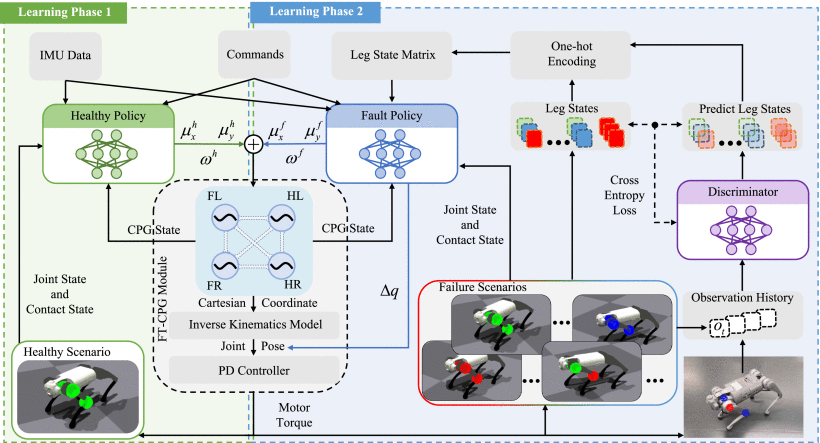 Learning Phase 1
Learning Phase 2
IMU Data
Commands
Leg State Matrix
One-hot
Encoding
Healthy Policy
μ_x^h μ_y^h
ω^h
μ_x^f μ_y^f
ω^f
Fault Policy
Leg States
Predict Leg States
Cross
Entropy
Loss
Discriminator
FL
HL
FR
HR
CPG State
CPG State
FT-CPG Module
Cartesian Coordinate
Inverse Kinematics Model
Joint Pose
PD Controller
Δq
Joint State
and
Contact State
Joint State
and
Contact State
Healthy Scenario
Failure Scenarios
Observation History
o_t
Motor
Torque